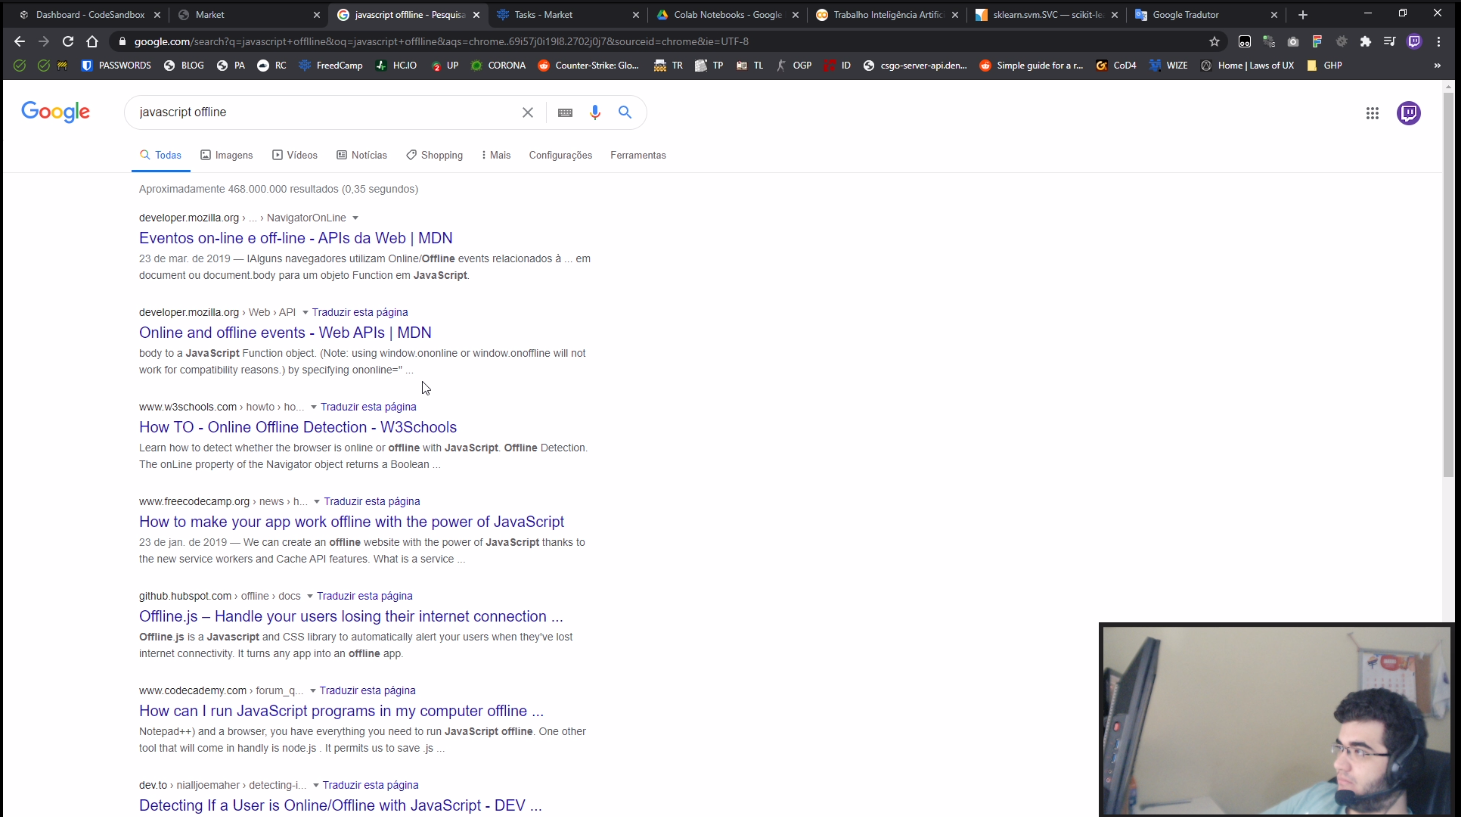 Dashboard - CodeSandbox
Market
javascript offlline - Pesquisa
Tasks - Market
Colab Notebooks - Google
Trabalho Inteligência Artific
sklearn.svm.SVC — scikit-le
Google Tradutor
google.com/search?q=javascript+offlline&oq=javascript+offlline&aqs=chrome..69i57j0i19l8.2702j0j7&sourceid=chrome&ie=UTF-8
PASSWORDS
BLOG
PA
RC
FreedCamp
HCJO
UP
CORONA
Counter-Strike: Glo...
TR
TP
TL
OGP
ID
csgo-server-api.den...
Simple guide for a r...
CoD4
WIZE
Home | Laws of UX
GHP
»
Google
javascript offline
Todas
Imagens
Vídeos
Notícias
Shopping
Mais
Configurações
Ferramentas
Aproximadamente 468.000.000 resultados (0,35 segundos)
developer.mozilla.org › ... › NavigatorOnLine
Eventos on-line e off-line - APIs da Web | MDN
23 de mar. de 2019 — IAlguns navegadores utilizam Online/Offline events relacionados à ... em
document ou document.body para um objeto Function em JavaScript.
developer.mozilla.org › Web › API Traduzir esta página
Online and offline events - Web APIs | MDN
body to a JavaScript Function object. (Note: using window.ononline or window.onoffline will not
work for compatibility reasons.) by specifying ononline=" ...
www.w3schools.com › howto › ho... Traduzir esta página
How TO - Online Offline Detection - W3Schools
Learn how to detect whether the browser is online or offline with JavaScript. Offline Detection.
The onLine property of the Navigator object returns a Boolean ...
www.freecodecamp.org › news › h... Traduzir esta página
How to make your app work offline with the power of JavaScript
23 de jan. de 2019 — We can create an offline website with the power of JavaScript thanks to
the new service workers and Cache API features. What is a service ...
github.hubspot.com › offline › docs Traduzir esta página
Offline.js – Handle your users losing their internet connection ...
Offline.js is a Javascript and CSS library to automatically alert your users when they've lost
internet connectivity. It turns any app into an offline app.
www.codecademy.com › forum_q... Traduzir esta página
How can I run JavaScript programs in my computer offline ...
Notepad++) and a browser, you have everything you need to run JavaScript offline. One other
tool that will come in handly is node.js . It permits us to save .js ...
dev.to › nialljoemaher › detecting-i... Traduzir esta página
Detecting If a User is Online/Offline with JavaScript - DEV ...